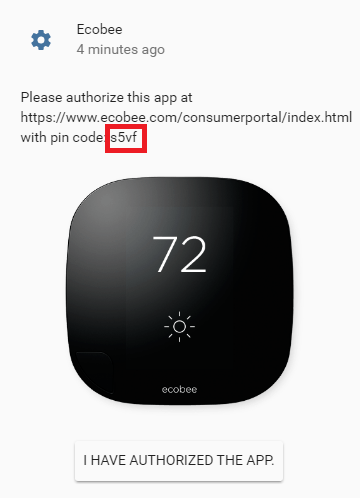 Ecobee
4 minutes ago
Please authorize this app at
https://www.ecobee.com/consumerportal/index.html
with pin code: s5vf
72
ecobee
I HAVE AUTHORIZED THE APP.